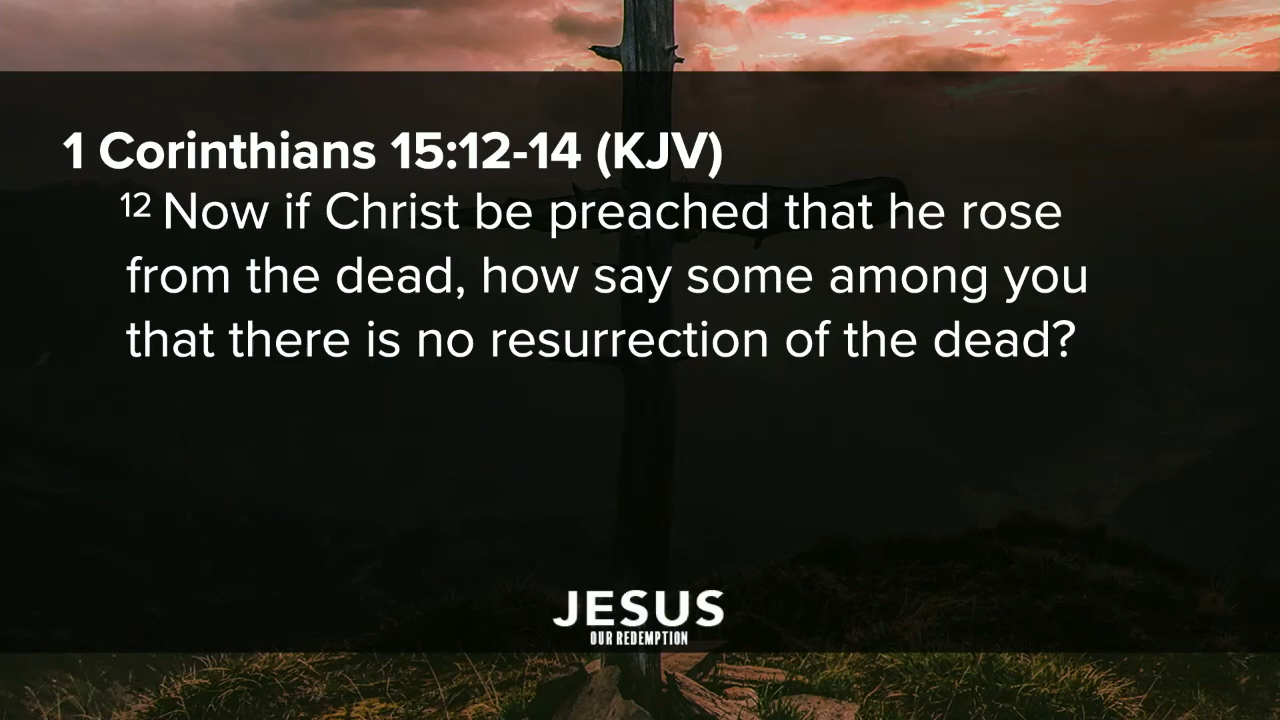 1 Corinthians 15:12-14 (KJV)
12 Now if Christ be preached that he rose
from the dead, how say some among you
that there is no resurrection of the dead?
JESUS
OUR REDEMPTION